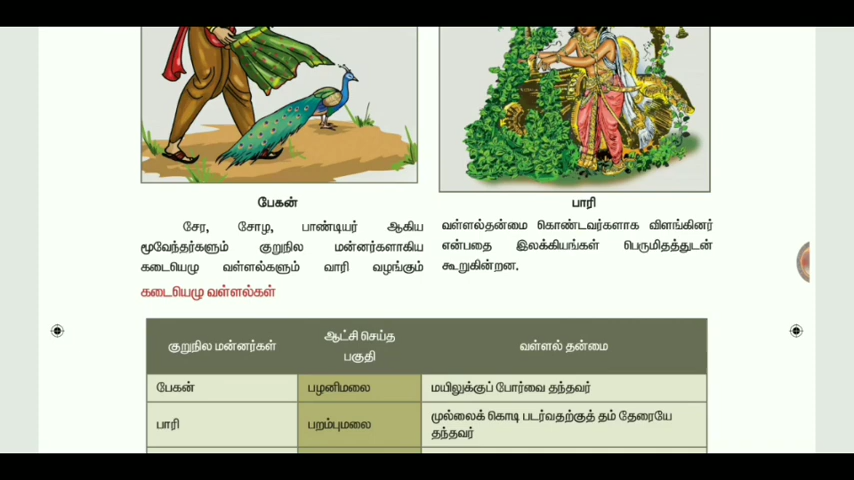 பேகன்
பாரி
சேர, சோழ, பாண்டியர் ஆகிய
மூவேந்தர்களும் குறுநில மன்னர்களாகிய
கடையெழு வள்ளல்களும் வாரி வழங்கும்
வள்ளல்தன்மை கொண்டவர்களாக விளங்கினர்
என்பதை இலக்கியங்கள் பெருமிதத்துடன்
கூறுகின்றன.
கடையெழு வள்ளல்கள்
குறுநில மன்னர்கள்
ஆட்சி செய்த
பகுதி
வள்ளல் தன்மை
பேகன்
பழனிமலை
மயிலுக்குப் போர்வை தந்தவர்
பாரி
பறம்புமலை
முல்லைக் கொடி படர்வதற்குத் தம் தேரையே
தந்தவர்